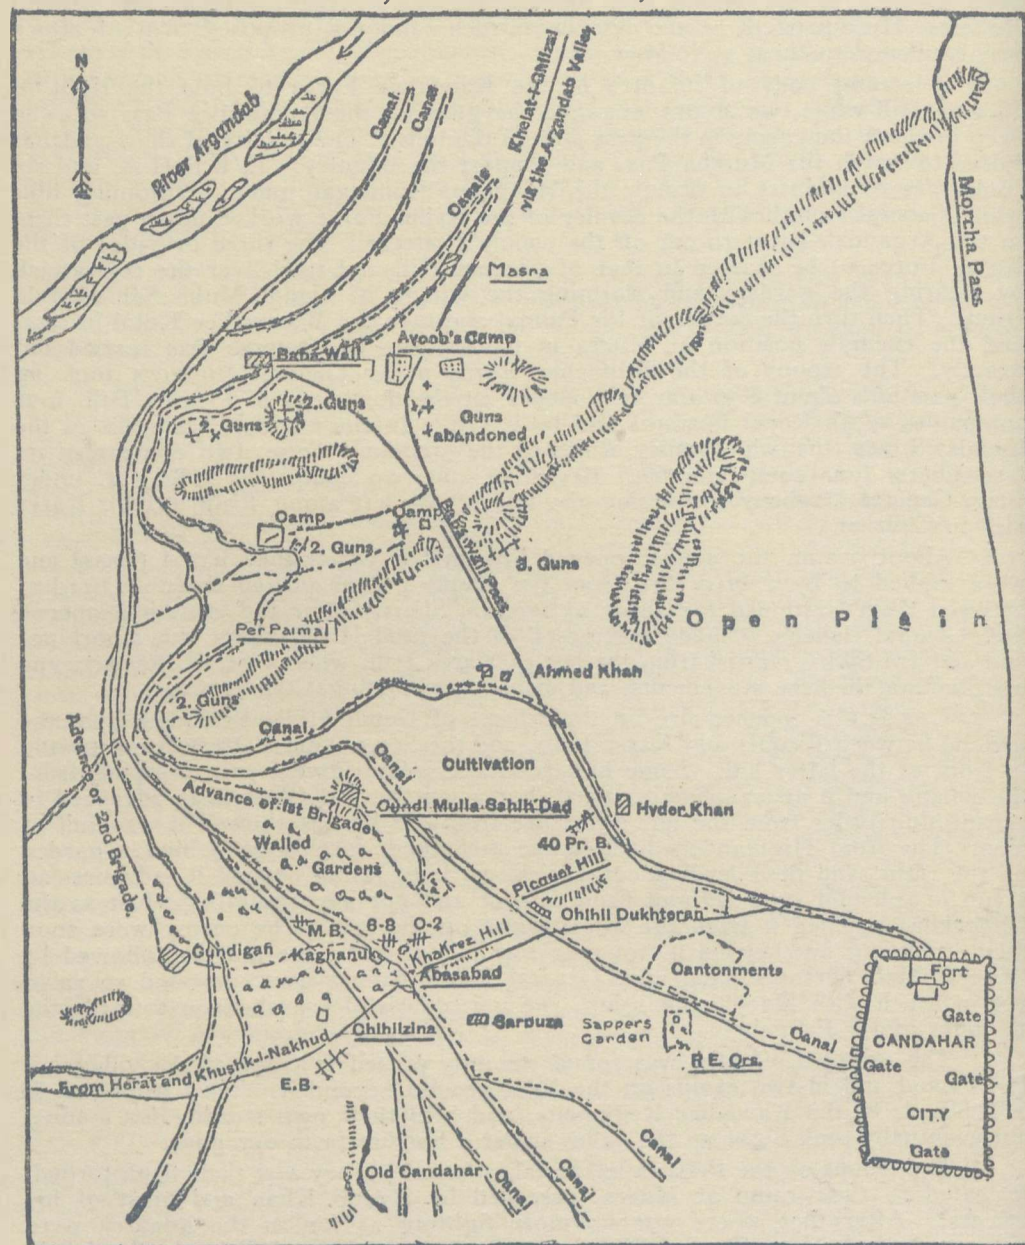 N
River Argandab
Canal
Canal
Canals
Khelat-i-Ghilzai
via the Argandab Valley
Morcha Pass
Masra
Ayoob's Camp
Baba Wali
2. Guns
2. Guns
Guns
abandoned
Camp
Camp
2. Guns
Baba Wali Pass
3. Guns
Open Plain
Per Paimal
Ahmed Khan
2. Guns
Canal
Canal
Cultivation
Advance of 2nd Brigade.
Advance of 1st Brigade
Gundi Mulla Sahib Dad
Hyder Khan
40 Pr. B.
Walled
Gardens
Picquet Hill
Chihil Dukhteran
M.B.
6-8
C-2
Khairez Hill
Gundigan
Kaghanu
Abasabad
Cantonments
Fort
Gate
CANDAHAR
Gate
Gate
CITY
Gate
Chihilzina
Sarouza
Sappers
Garden
R E. Qrs.
Canal
From Herat and Khushk-i-Nakhud
E.B.
Old Candahar
Canal
Canal
Canal